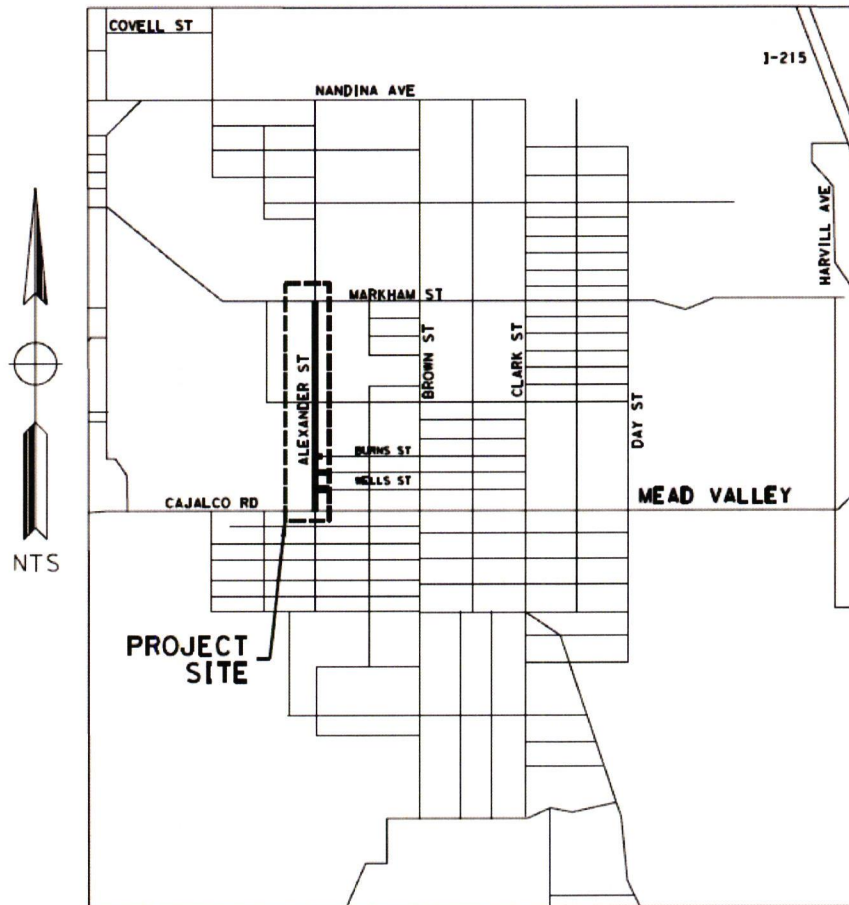 COVELL ST
I-215
NANDINA AVE
HARVILL AVE
MARKHAM ST
ALEXANDER ST
BROWN ST
CLARK ST
DAY ST
BURNS ST
WELLS ST
CAJALCO RD
MEAD VALLEY
NTS
PROJECT
SITE